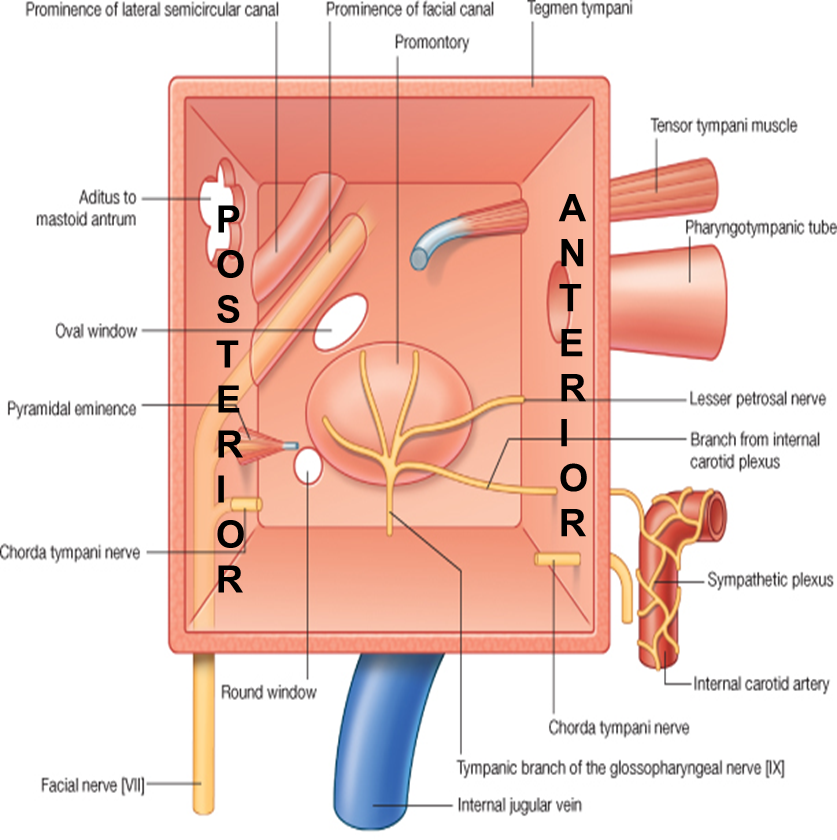 Prominence of lateral semicircular canal
Prominence of facial canal
Tegmen tympani
Promontory
Tensor tympani muscle
Aditus to
mastoid antrum
POSTERIOR
ANTERIOR
Pharyngotympanic tube
Oval window
Pyramidal eminence
Lesser petrosal nerve
Branch from internal
carotid plexus
Chorda tympani nerve
Sympathetic plexus
Round window
Internal carotid artery
Chorda tympani nerve
Tympanic branch of the glossopharyngeal nerve [IX]
Facial nerve [VII]
Internal jugular vein